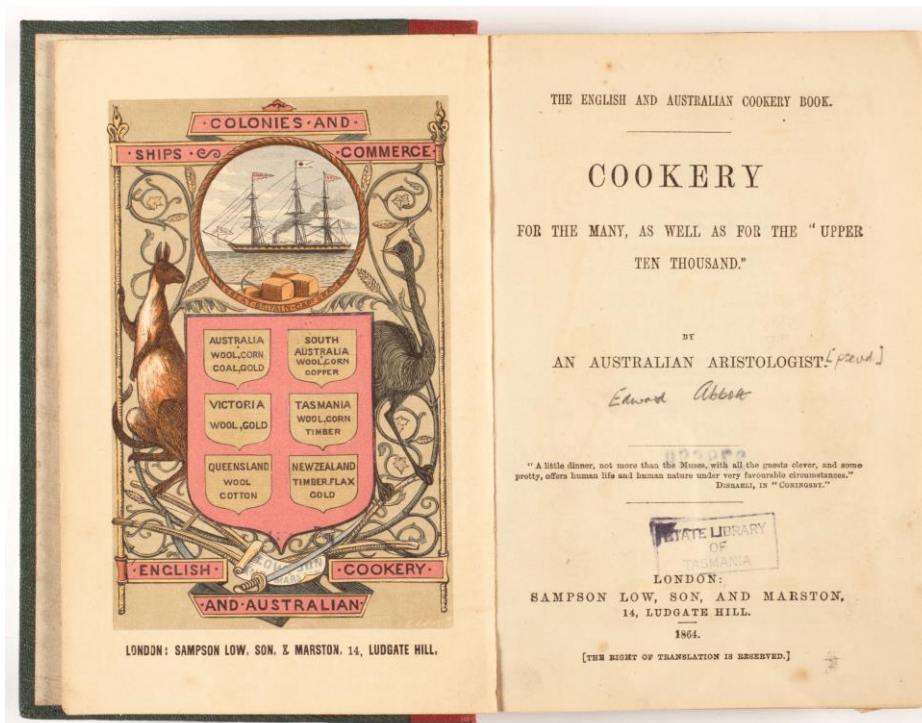 COLONIES AND
SHIPS COMMERCE
AUSTRALIA
WOOL, CORN
COAL, GOLD
SOUTH
AUSTRALIA
WOOL, CORN
COPPER
VICTORIA
WOOL, GOLD
TASMANIA
WOOL, CORN
TIMBER
QUEENSLAND
WOOL
COTTON
NEWZEALAND
TIMBER, FLAX
GOLD
ENGLISH COOKERY
AND AUSTRALIAN
LONDON: SAMPSON LOW, SON, & MARSTON, 14, LUDGATE HILL.
THE ENGLISH AND AUSTRALIAN COOKERY BOOK.
COOKERY
FOR THE MANY, AS WELL AS FOR THE "UPPER
TEN THOUSAND."
BY
AN AUSTRALIAN ARISTOLOGIST. [pseud.]
Edward Abbott
"A little dinner, not more than the Muses, with all the guests clever, and some
pretty, offers human life and human nature under very favourable circumstances."
DISRAELI, IN "CONINGSBY."
STATE LIBRARY
OF
TASMANIA
LONDON:
SAMPSON LOW, SON, AND MARSTON,
14, LUDGATE HILL.
1864.
[THE RIGHT OF TRANSLATION IS RESERVED.]